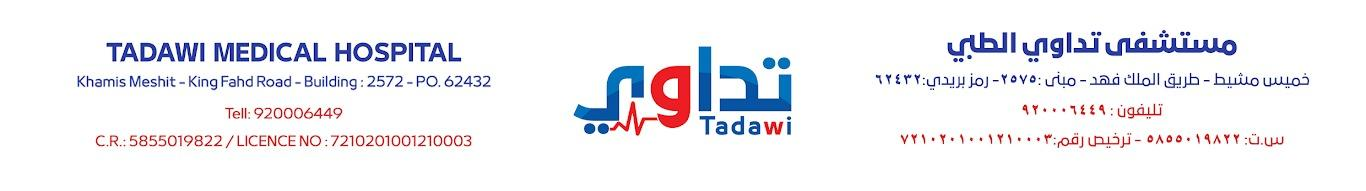 TADAWI MEDICAL HOSPITAL
Khamis Meshit - King Fahd Road - Building : 2572 - PO. 62432
Tell: 920006449
C.R.: 5855019822 / LICENCE NO : 7210201001210003
تداوي
Tadawi
مستشفى تداوي الطبي
خميس مشيط - طريق الملك فهد - مبنى :٢٥٧٥- رمز بريدي:٦٢٤٣٢
تليفون : ٩٢٠٠٠٦٤٤٩
س.ت: ٥٨٥٥٠١٩٨٢٢ - ترخيص رقم:٧٢١٠٢٠١٠٠١٢١٠٠٠٣